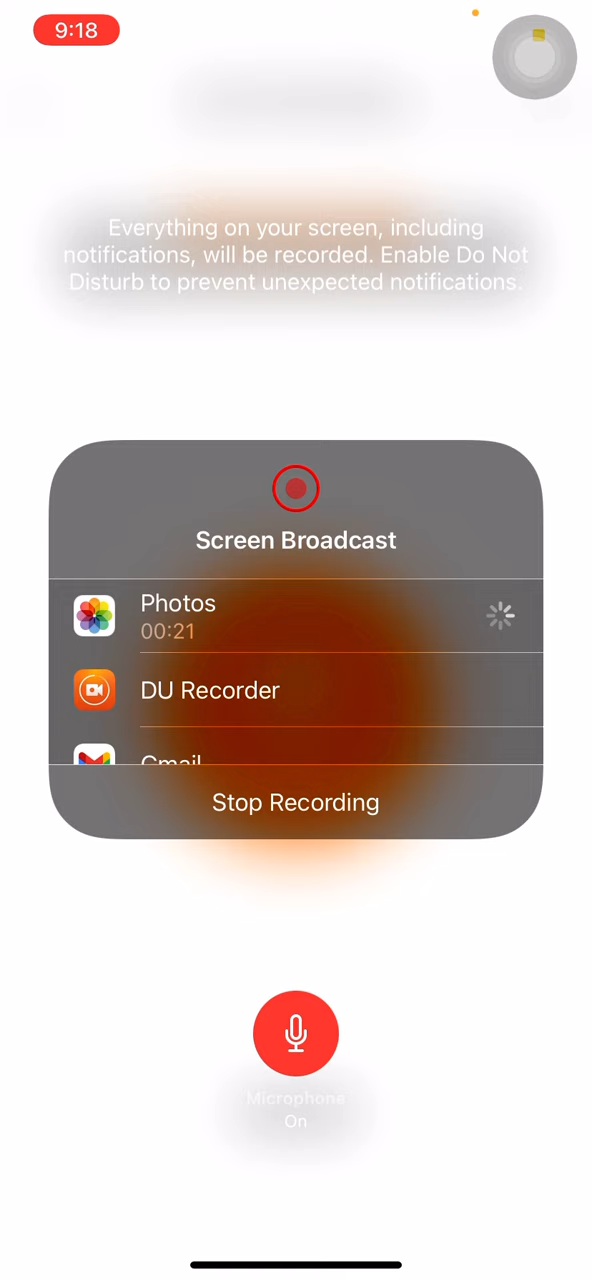 9:18
Everything on your screen, including
notifications, will be recorded. Enable Do Not
Disturb to prevent unexpected notifications.
Screen Broadcast
Photos
00:21
DU Recorder
Gmail
Stop Recording
Microphone
On